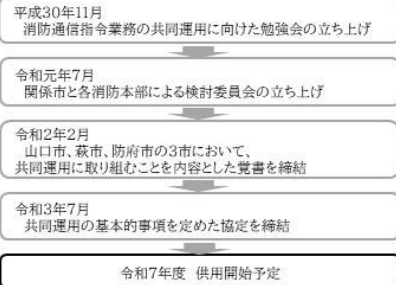 平成30年11月
消防通信指令業務の共同運用に向けた勉強会の立ち上げ
令和元年7月
関係市と各消防本部による検討委員会の立ち上げ
令和2年2月
山口市、萩市、防府市の3市において、
共同運用に取り組むことを内容とした覚書を締結
令和3年7月
共同運用の基本的事項を定めた協定を締結
令和7年度 供用開始予定